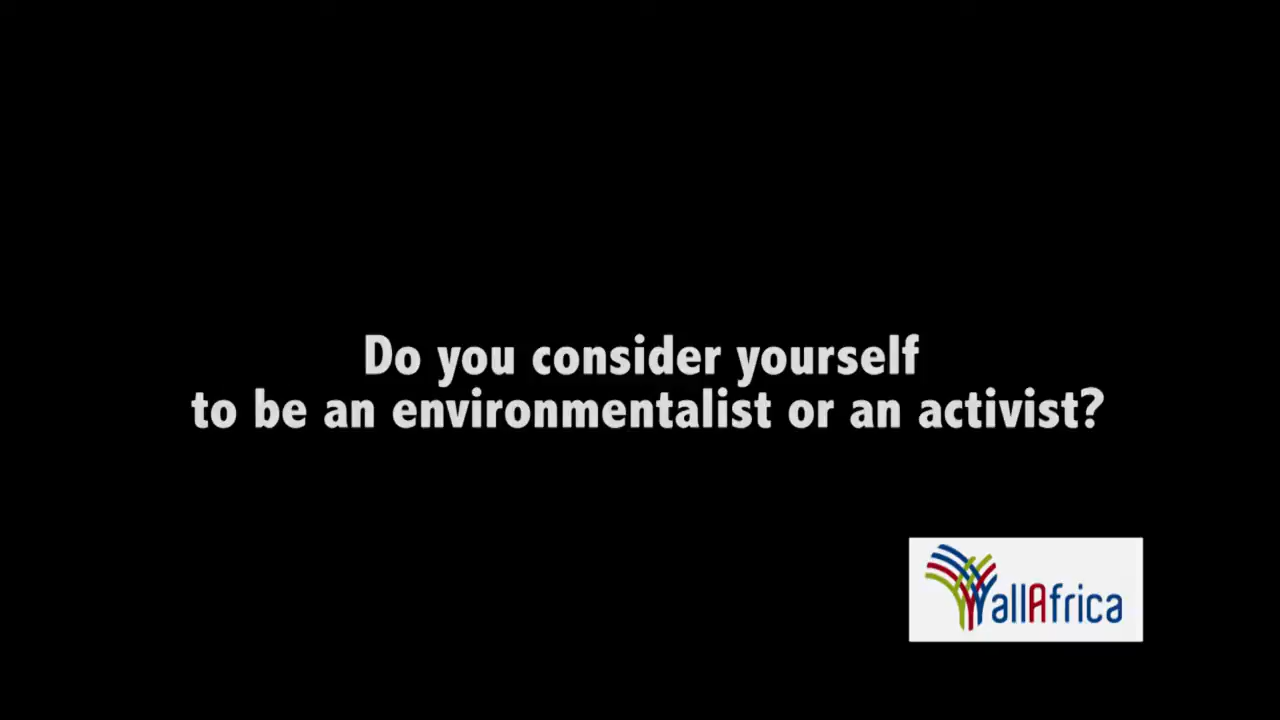 Do you consider yourself
to be an environmentalist or an activist?
allAfrica